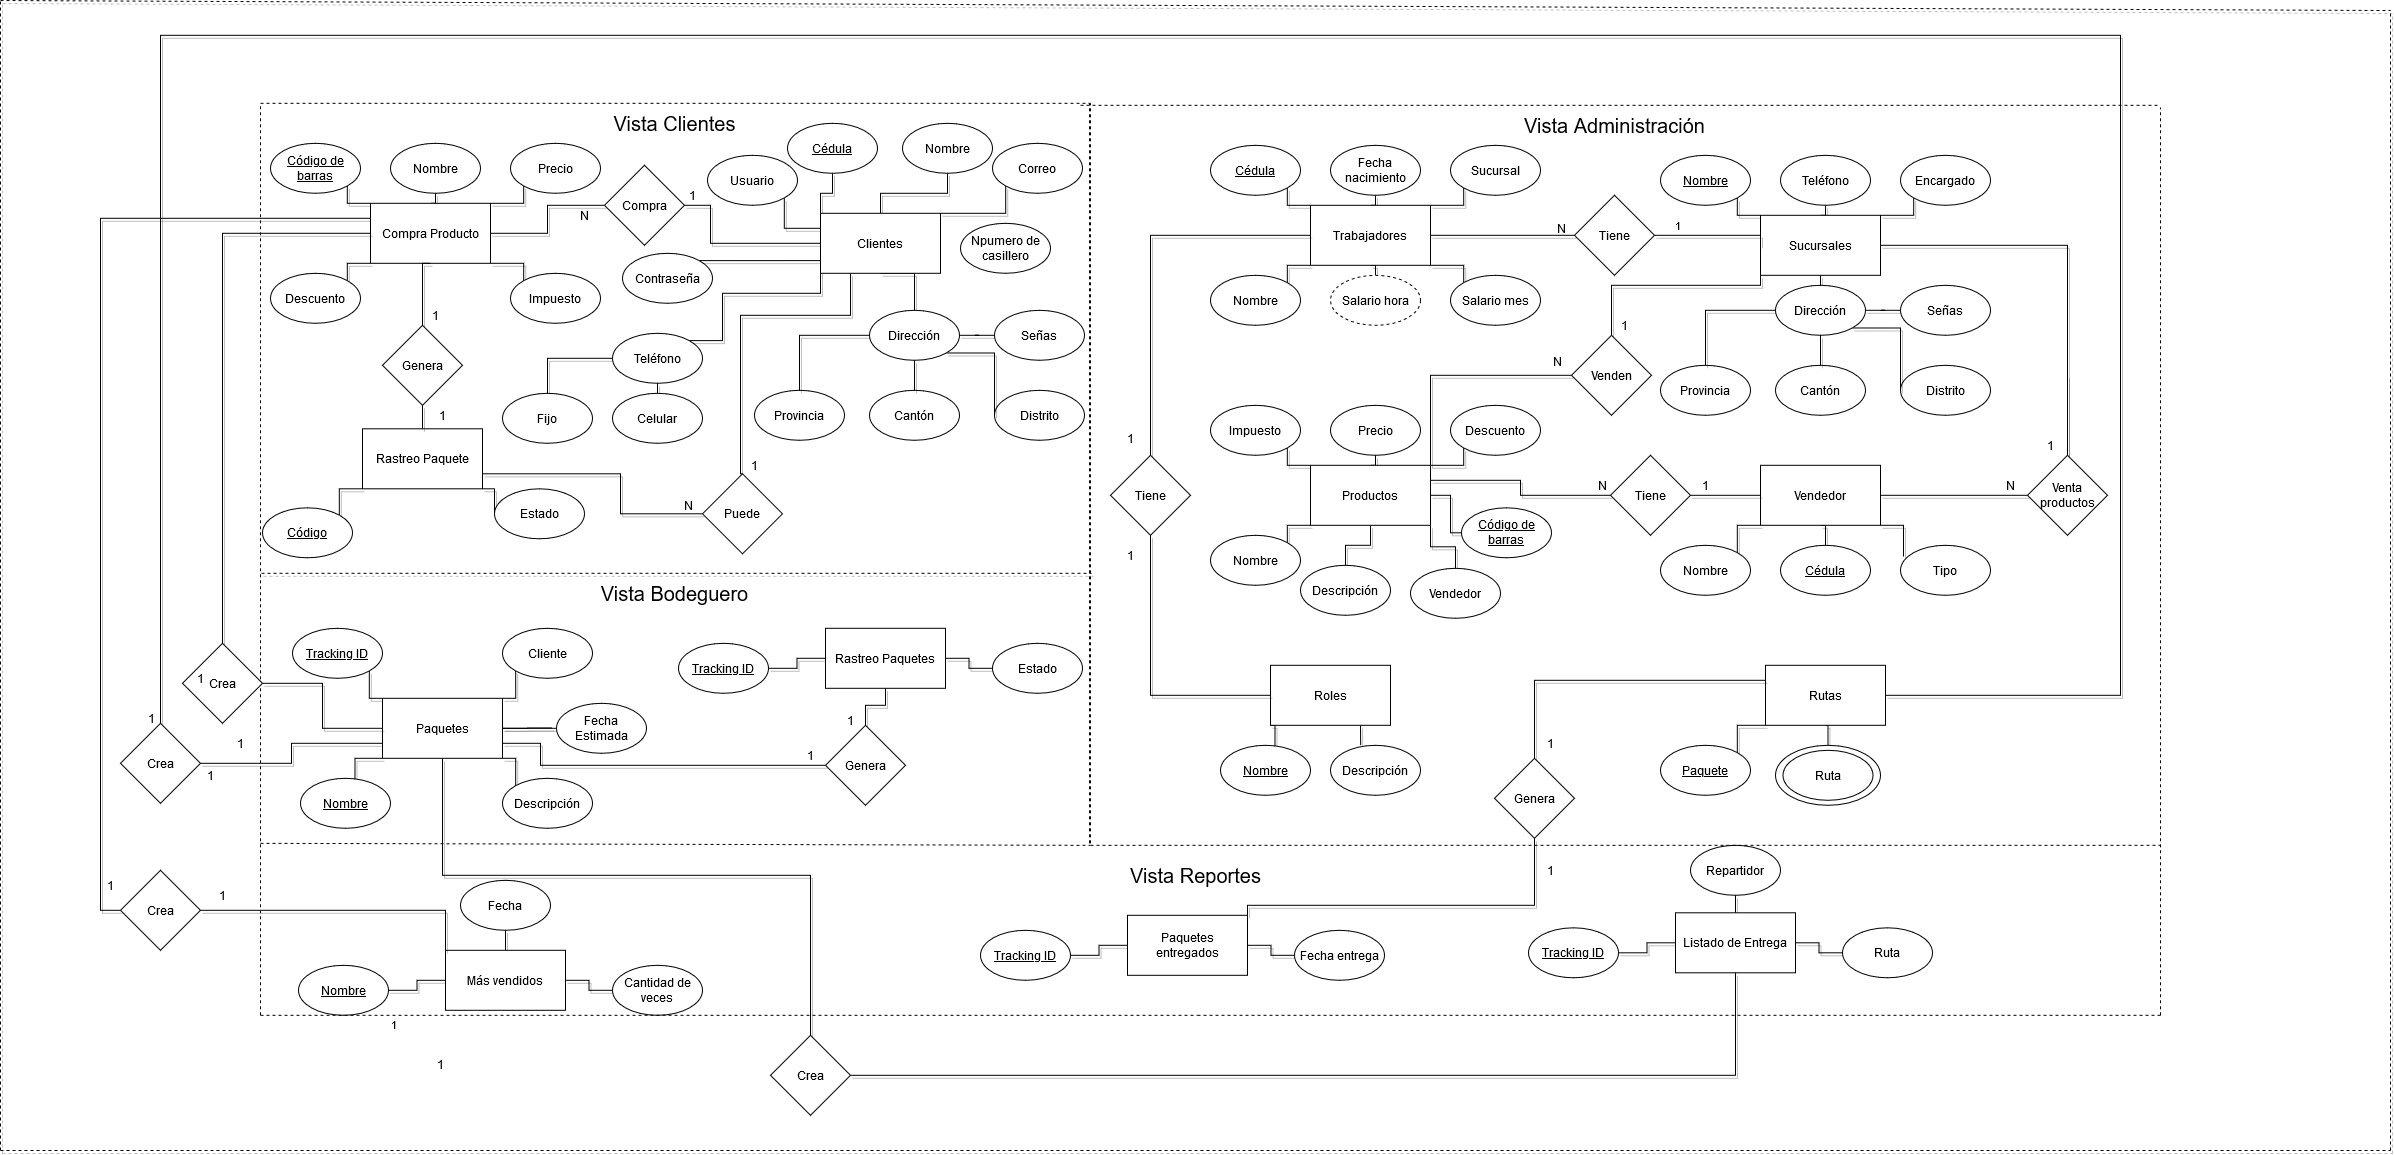 Vista Clientes
Código de
barras
Nombre
Precio
Compra
N
1
Usuario
Cédula
Nombre
Correo
Compra Producto
Clientes
Npumero de
casillero
Descuento
Impuesto
Contraseña
1
Genera
1
Teléfono
Fijo
Celular
Dirección
Señas
Provincia
Cantón
Distrito
Rastreo Paquete
Código
Estado
N
1
Puede
Vista Administración
Cédula
Fecha
nacimiento
Sucursal
Trabajadores
N
Tiene
1
Nombre
Teléfono
Encargado
Sucursales
Nombre
Salario hora
Salario mes
Dirección
Señas
Provincia
Cantón
Distrito
1
N
Venden
Impuesto
Precio
Descuento
1
Tiene
1
Productos
N
Tiene
1
Vendedor
N
1
Venta
productos
Código de
barras
Nombre
Descripción
Vendedor
Nombre
Cédula
Tipo
Roles
Nombre
Descripción
Rutas
Paquete
Ruta
1
Genera
1
Vista Bodeguero
Tracking ID
Cliente
Tracking ID
Rastreo Paquetes
Estado
1
Crea
1
Crea
1
1
Paquetes
Fecha
Estimada
1
1
Genera
Nombre
Descripción
Vista Reportes
1
Crea
1
Fecha
Nombre
Más vendidos
Cantidad de
veces
1
1
Tracking ID
Paquetes
entregados
Fecha entrega
Repartidor
Tracking ID
Listado de Entrega
Ruta
Crea